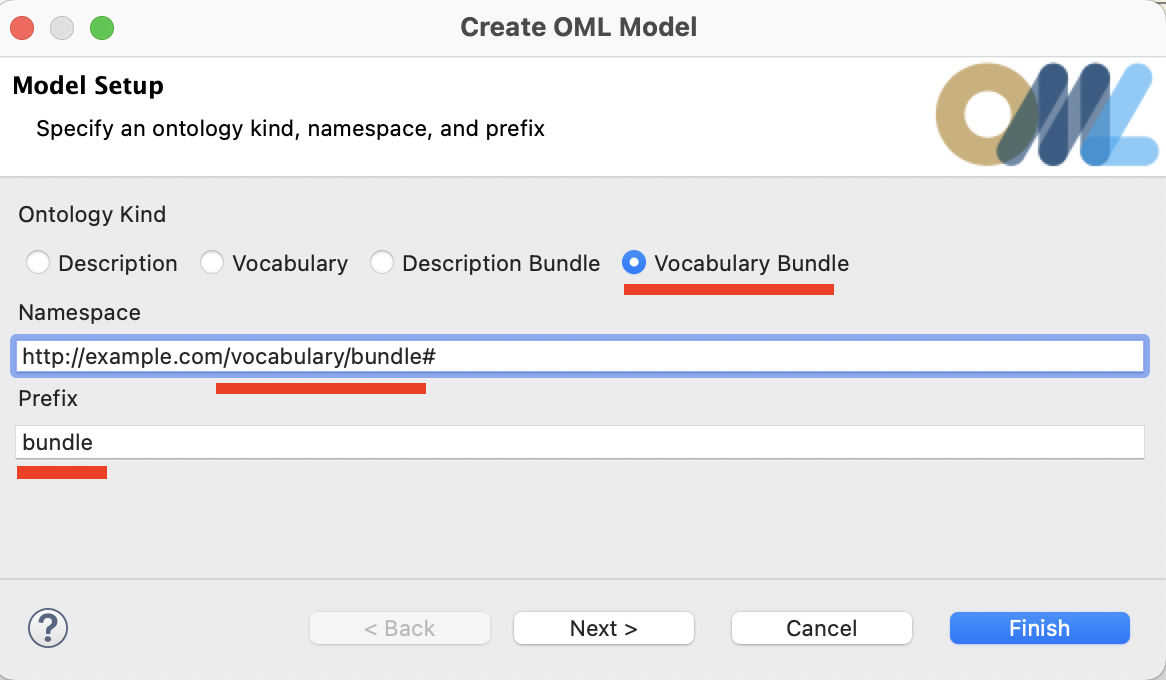 Create OML Model
Model Setup
Specify an ontology kind, namespace, and prefix
OML
Ontology Kind
Description Vocabulary Description Bundle Vocabulary Bundle
Namespace
http://example.com/vocabulary/bundle#
Prefix
bundle
?
< Back Next > Cancel Finish